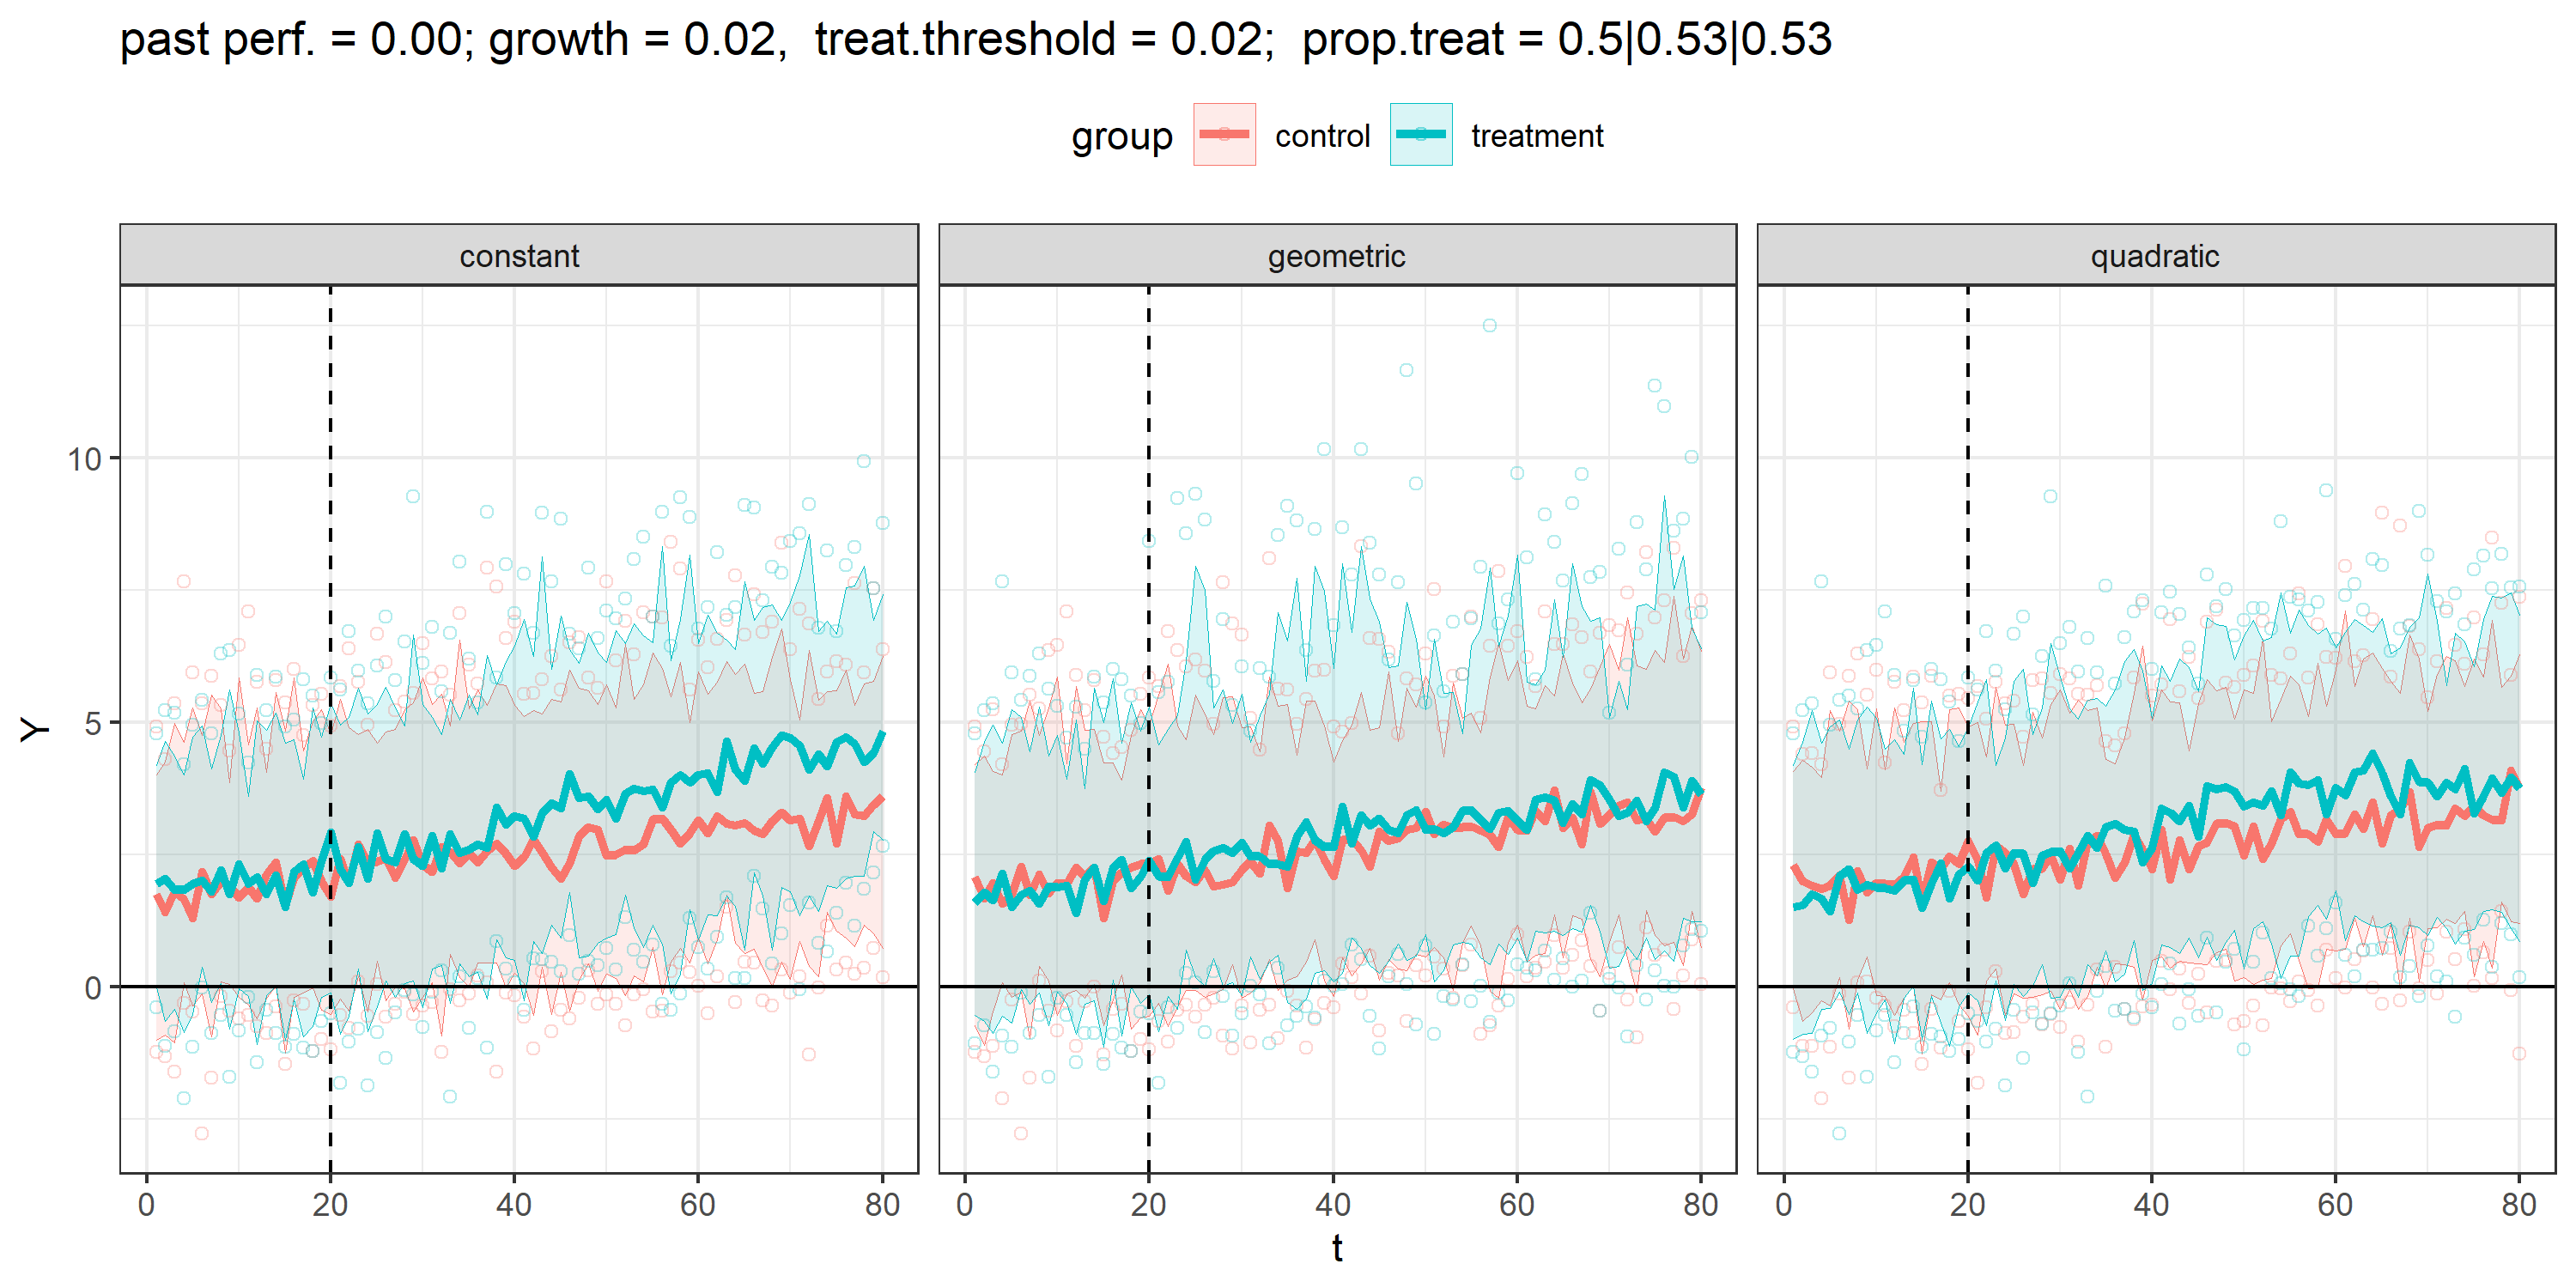 past perf. = 0.00; growth = 0.02,  treat.threshold = 0.02;  prop.treat = 0.5|0.53|0.53
group control treatment
constant geometric quadratic
10
5
0
Y
0 20 40 60 80 0 20 40 60 80 0 20 40 60 80
t